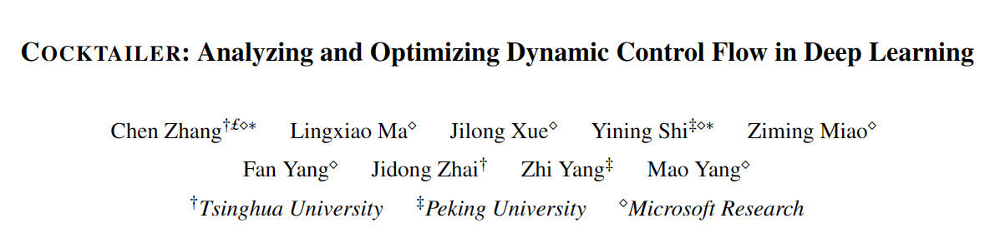 COCKTAILER: Analyzing and Optimizing Dynamic Control Flow in Deep Learning
Chen Zhang†£⋄* Lingxiao Ma⋄ Jilong Xue⋄ Yining Shi‡⋄* Ziming Miao⋄
Fan Yang⋄ Jidong Zhai† Zhi Yang‡ Mao Yang⋄
†Tsinghua University ‡Peking University ⋄Microsoft Research